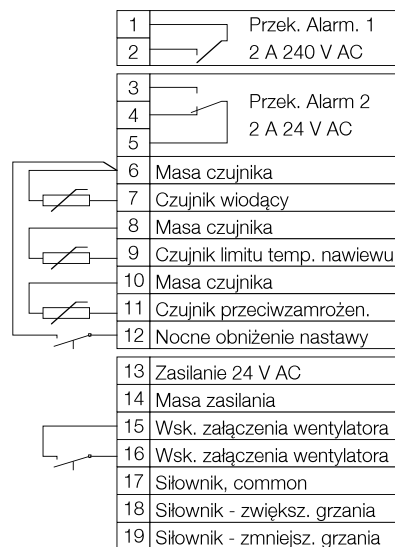 1 Przek. Alarm. 1
2 2 A 240 V AC
3
Przek. Alarm 2
4
2 A 24 V AC
5
6 Masa czujnika
7 Czujnik wiodący
8 Masa czujnika
9 Czujnik limitu temp. nawiewu
10 Masa czujnika
11 Czujnik przeciwzamrożen.
12 Nocne obniżenie nastawy
13 Zasilanie 24 V AC
14 Masa zasilania
15 Wsk. załączenia wentylatora
16 Wsk. załączenia wentylatora
17 Siłownik, common
18 Siłownik - zwiększ. grzania
19 Siłownik - zmniejsz. grzania